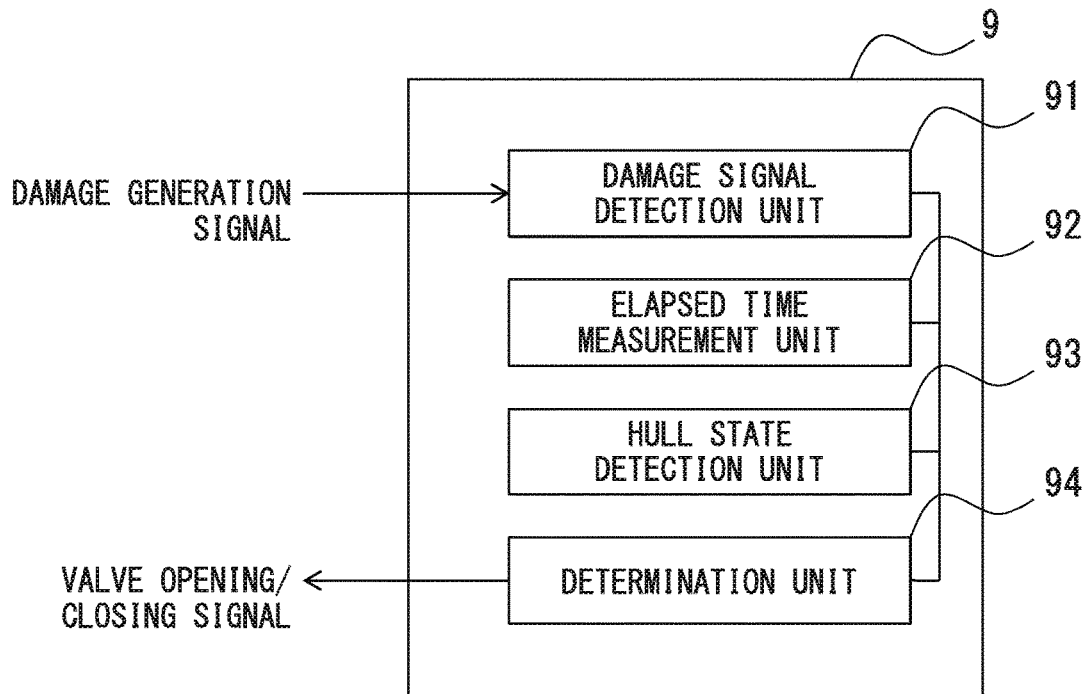 9
91
DAMAGE GENERATION
SIGNAL
DAMAGE SIGNAL
DETECTION UNIT
92
ELAPSED TIME
MEASUREMENT UNIT
93
HULL STATE
DETECTION UNIT
94
VALVE OPENING/
CLOSING SIGNAL
DETERMINATION UNIT